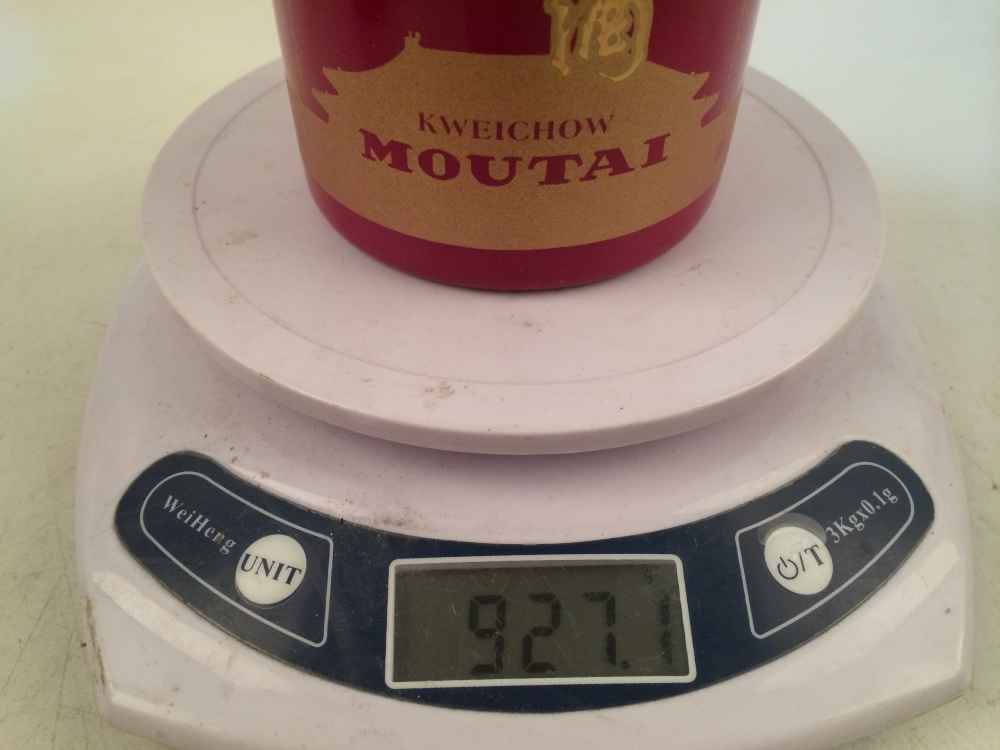 KWEICHOW
MOUTAI
WeiHeng
UNIT
3Kgx0.1g
⏻/T
927.1